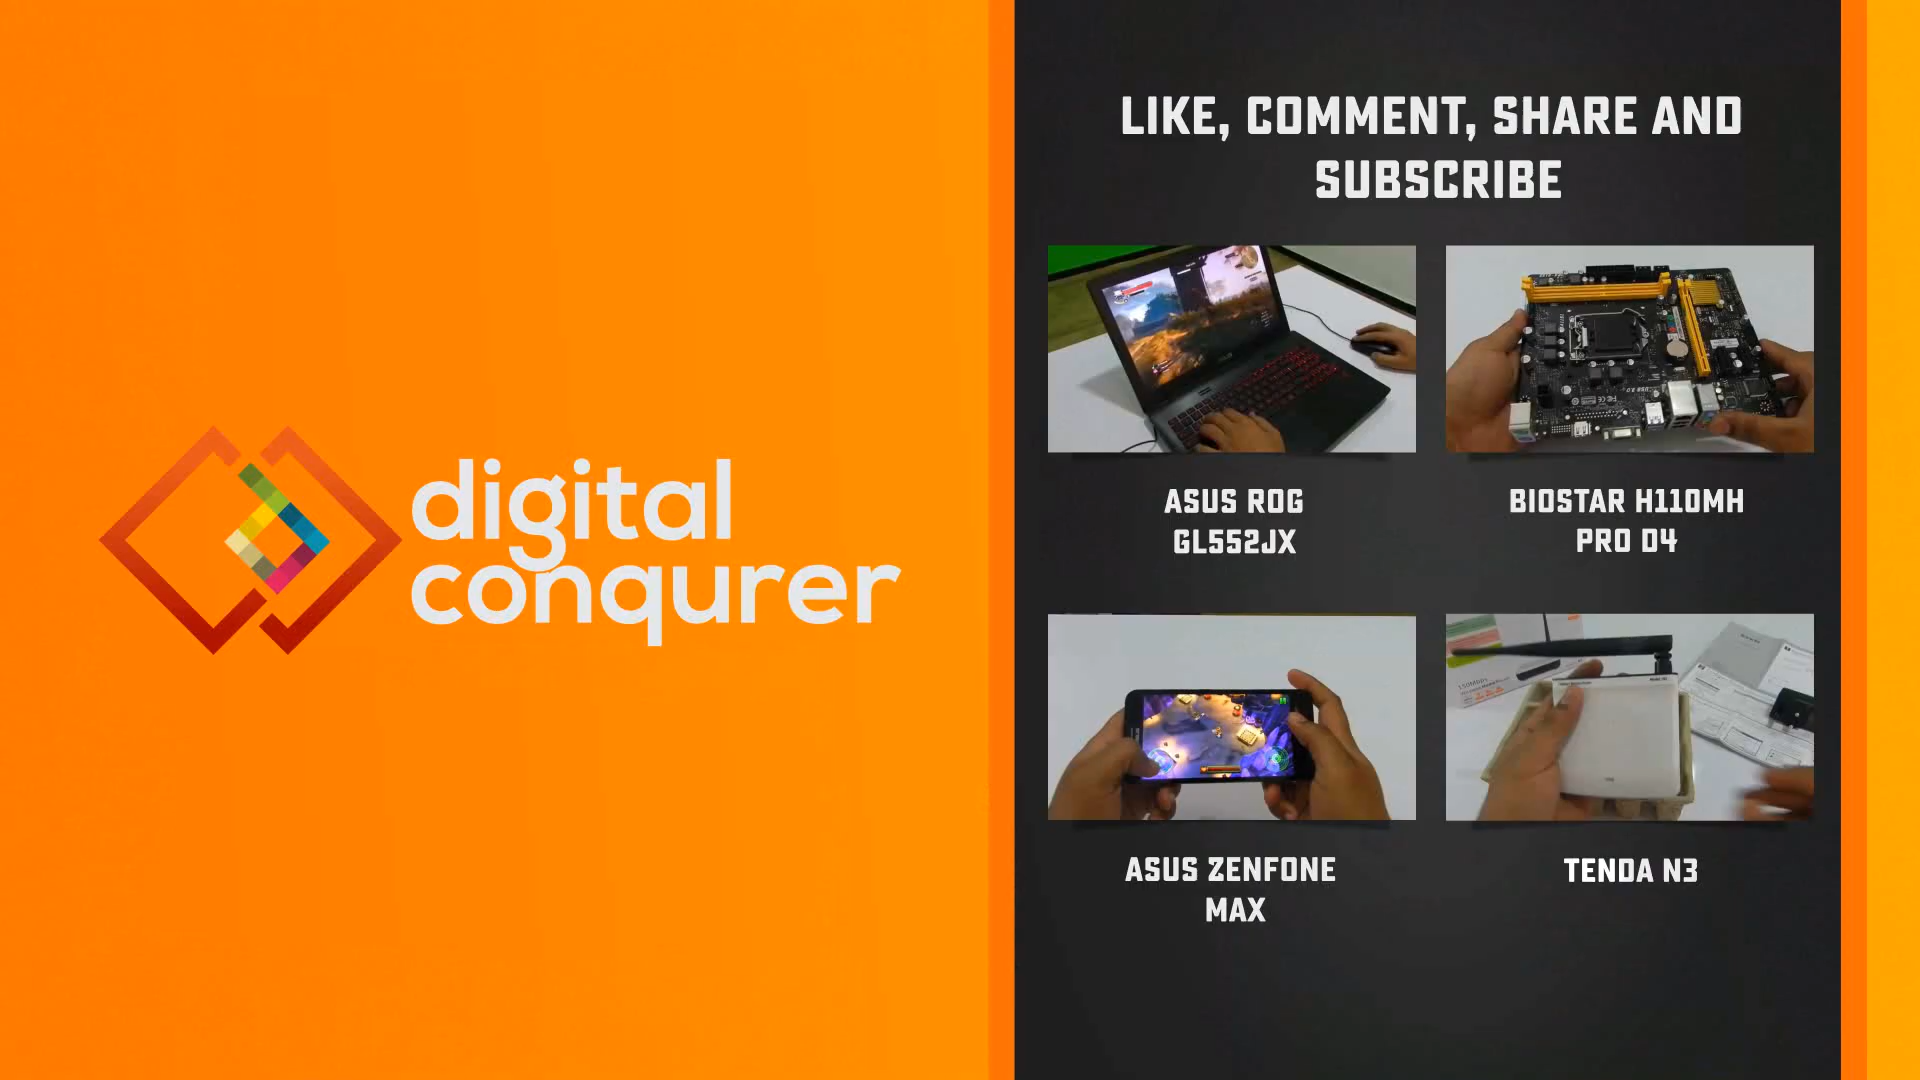 digital
conqurer
LIKE, COMMENT, SHARE AND
SUBSCRIBE
ASUS ROG
GL552JX
BIOSTAR H110MH
PRO D4
ASUS ZENFONE
MAX
TENDA N3